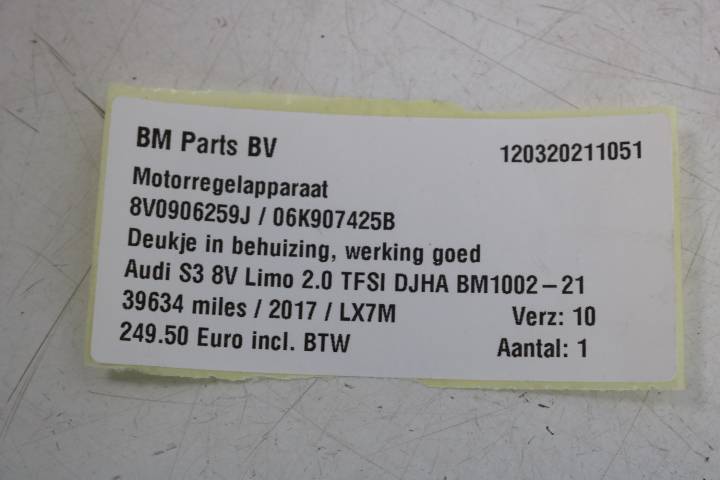 BM Parts BV 120320211051
Motorregelapparaat
8V0906259J / 06K907425B
Deukje in behuizing, werking goed
Audi S3 8V Limo 2.0 TFSI DJHA BM1002-21
39634 miles / 2017 / LX7M Verz: 10
249.50 Euro incl. BTW Aantal: 1